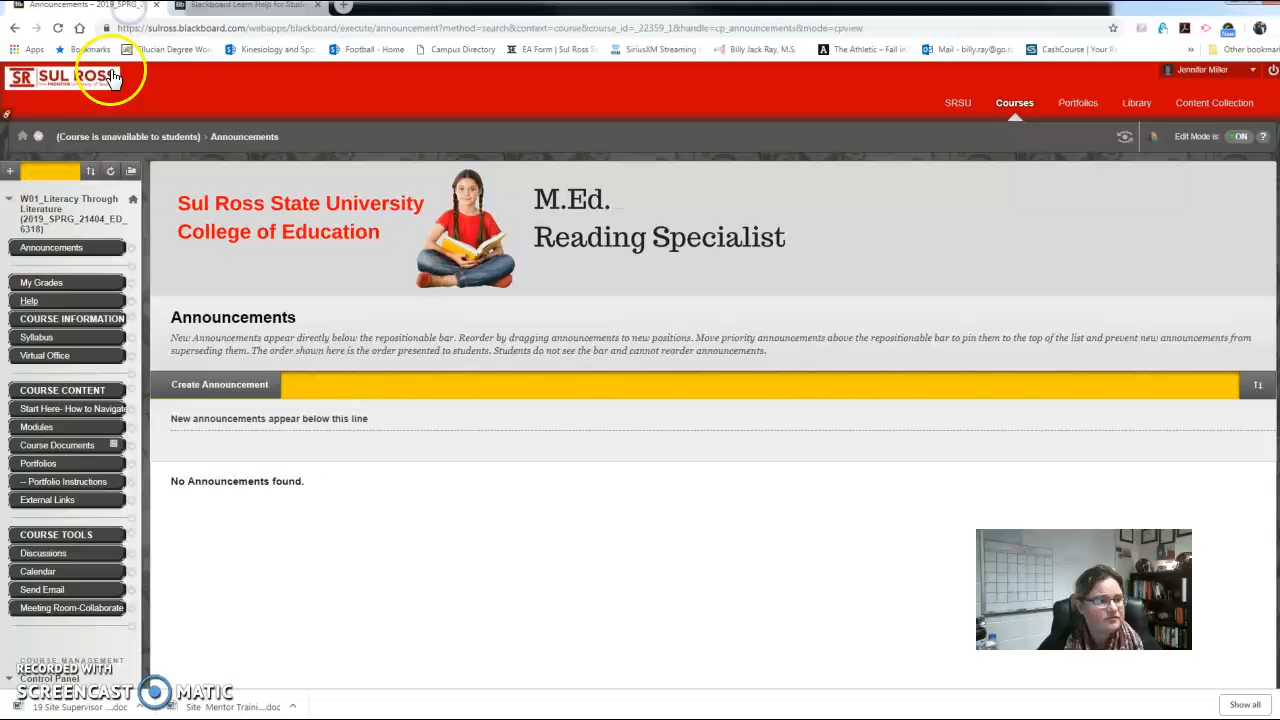 Announcements – 2019_SPRG_
Blackboard Learn Help for Stude
https://sulross.blackboard.com/webapps/blackboard/execute/announcement?method=search&context=course&course_id=_22359_1&handle=cp_announcements&mode=cpview
Apps
Bookmarks
Ellucian Degree Wor
Kinesiology and Spo
Football - Home
Campus Directory
EA Form | Sul Ross S
SiriusXM Streaming
Billy Jack Ray, M.S.
The Athletic – Fall in
Mail - billy.ray@go.
CashCourse | Your Ri
»
Other bookmar
SR SUL ROSS
Jennifer Miller
SRSU
Courses
Portfolios
Library
Content Collection
(Course is unavailable to students) › Announcements
Edit Mode is: ON ?
W01_Literacy Through
Literature
(2019_SPRG_21404_ED_
6318)
Announcements
My Grades
Help
COURSE INFORMATION
Syllabus
Virtual Office
COURSE CONTENT
Start Here- How to Navigate
Modules
Course Documents
Portfolios
-- Portfolio Instructions
External Links
COURSE TOOLS
Discussions
Calendar
Send Email
Meeting Room-Collaborate
COURSE MANAGEMENT
Control Panel
Sul Ross State University
College of Education
M.Ed.
Reading Specialist
Announcements
New Announcements appear directly below the repositionable bar. Reorder by dragging announcements to new positions. Move priority announcements above the repositionable bar to pin them to the top of the list and prevent new announcements from
superseding them. The order shown here is the order presented to students. Students do not see the bar and cannot reorder announcements.
Create Announcement
New announcements appear below this line
No Announcements found.
RECORDED WITH
SCREENCAST MATIC
19 Site Supervisor ....doc
Site Mentor Traini....doc
Show all